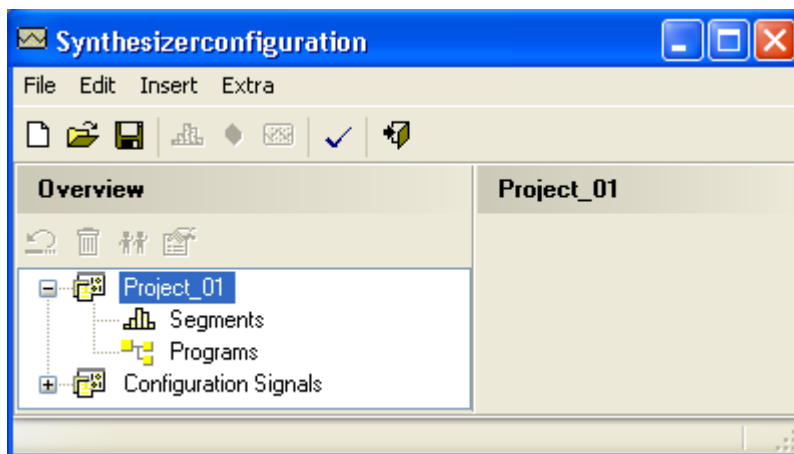 Synthesizerconfiguration
File Edit Insert Extra
Overview
Project_01
Project_01
Segments
Programs
Configuration Signals